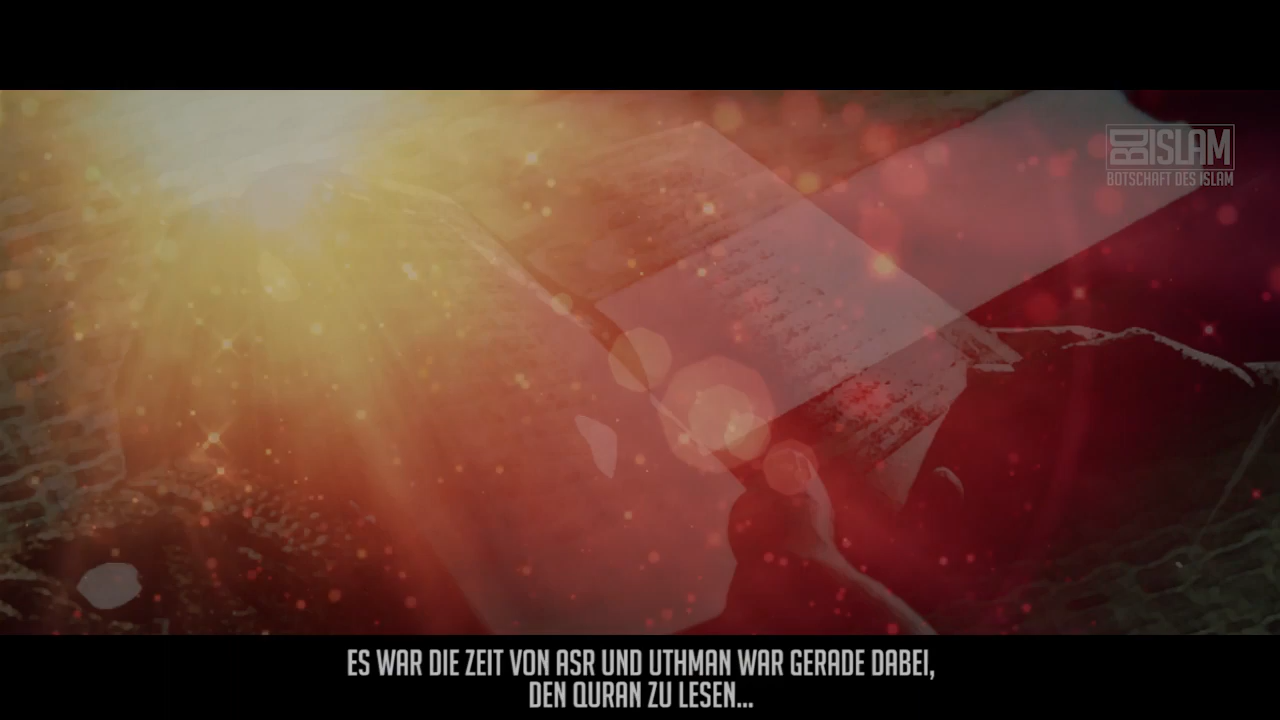 BDISLAM
BOTSCHAFT DES ISLAM
ES WAR DIE ZEIT VON ASR UND UTHMAN WAR GERADE DABEI,
DEN QURAN ZU LESEN...